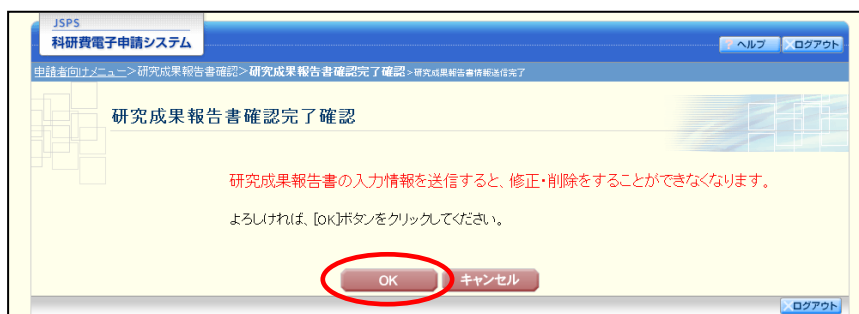 JSPS
科研費電子申請システム
ヘルプ
ログアウト
申請者向けメニュー>研究成果報告書確認>研究成果報告書確認完了確認>研究成果報告書情報送信完了
研究成果報告書確認完了確認
研究成果報告書の入力情報を送信すると、修正・削除をすることができなくなります。
よろしければ、[OK]ボタンをクリックしてください。
OK
キャンセル
ログアウト